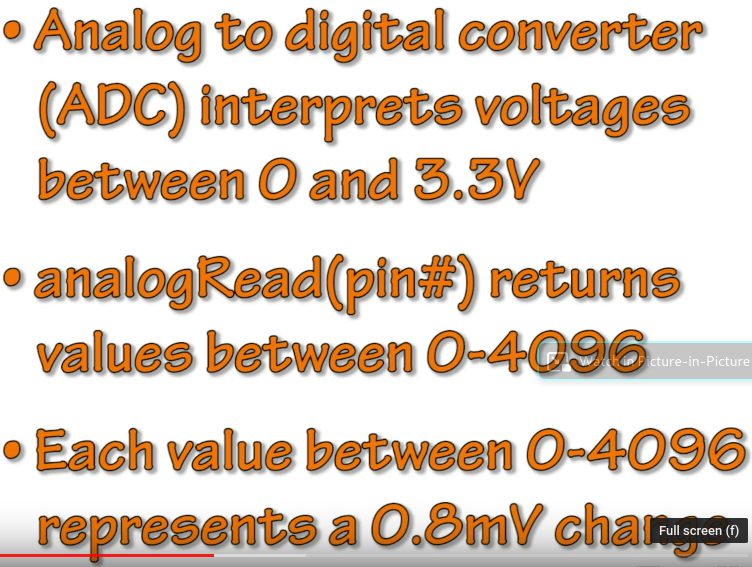 • Analog to digital converter
(ADC) interprets voltages
between 0 and 3.3V
• analogRead(pin#) returns
values between 0-4096
Watch in Picture-in-Picture
• Each value between 0-4096
represents a 0.8mV change
Full screen (f)